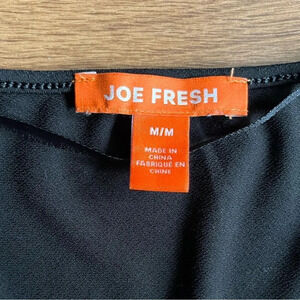 JOE FRESH
M/M
MADE IN
CHINA
FABRIQUÉ EN
CHINE